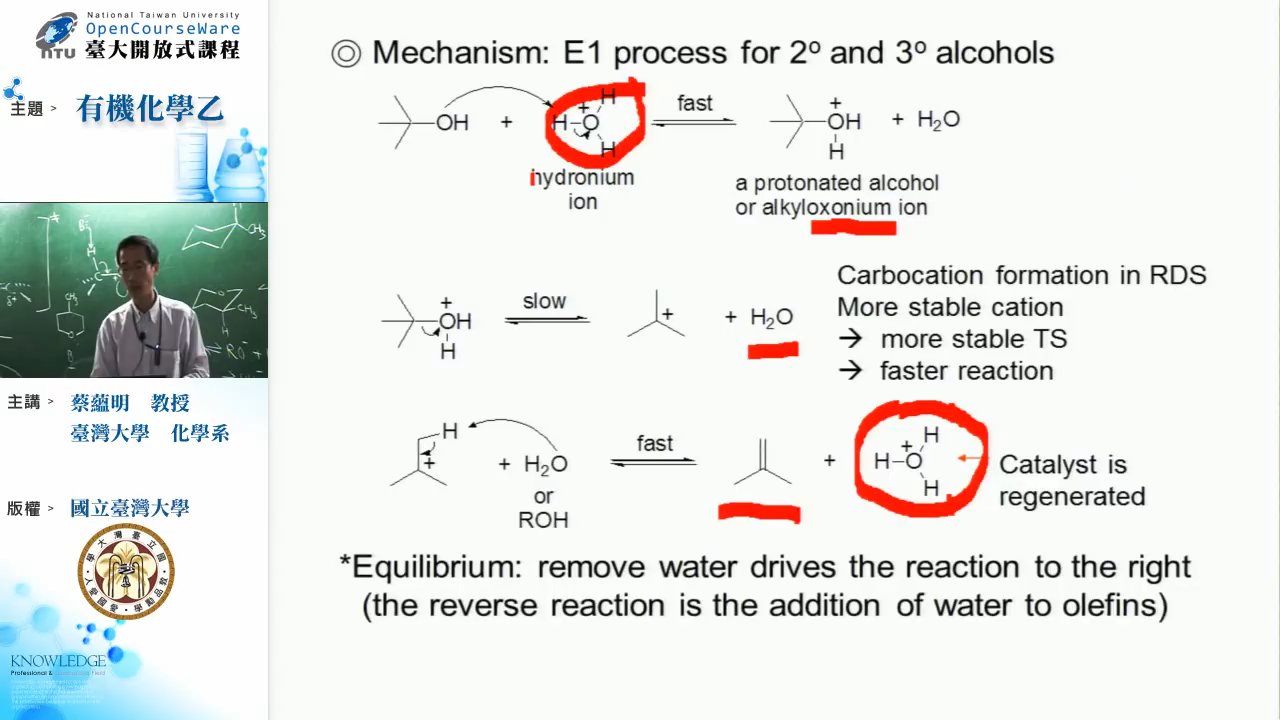 National Taiwan University
OpenCourseWare
NTU 臺大開放式課程
主題 > 有機化學乙
主講 > 蔡蘊明 教授
臺灣大學 化學系
版權 > 國立臺灣大學
KNOWLEDGE
◎ Mechanism: E1 process for 2º and 3º alcohols
OH + H-O H H + fast OH H + + H2O
hydronium
ion
a protonated alcohol
or alkyloxonium ion
OH H + slow + + H2O
Carbocation formation in RDS
More stable cation
→ more stable TS
→ faster reaction
H + + H2O fast + H-O H H +
or
ROH
Catalyst is
regenerated
*Equilibrium: remove water drives the reaction to the right
(the reverse reaction is the addition of water to olefins)